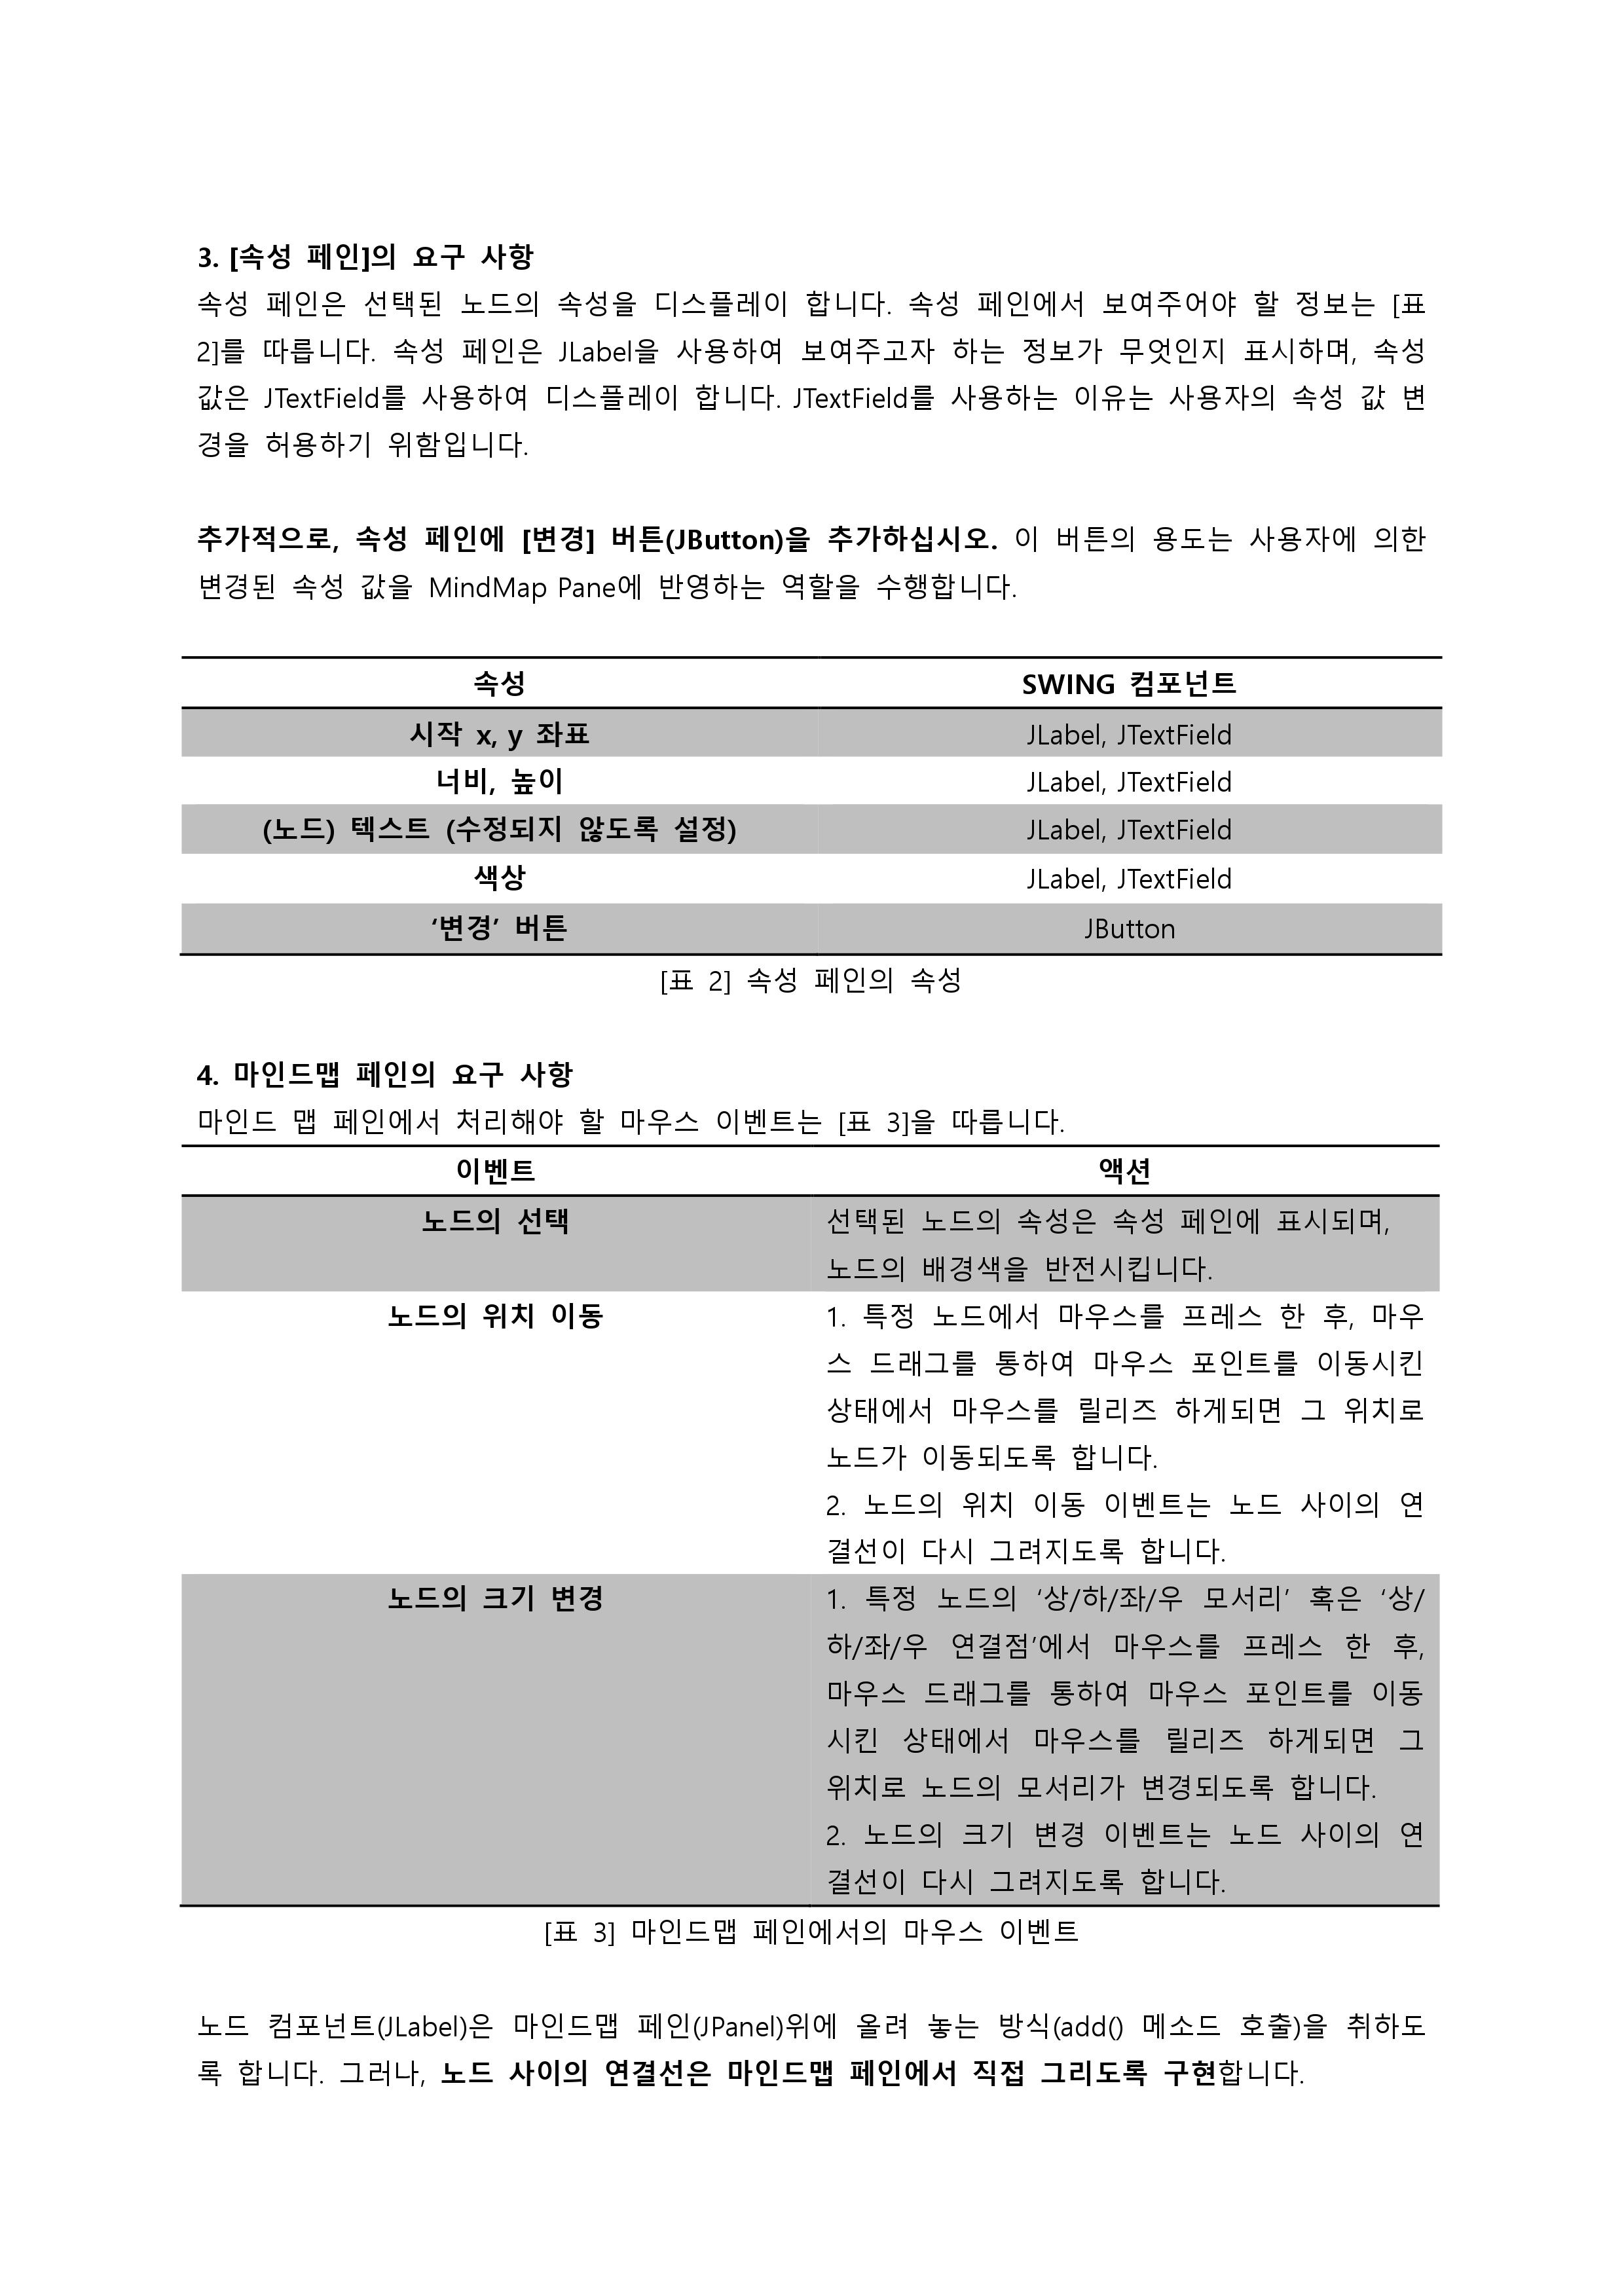 3. [속성 페인]의 요구 사항
속성 페인은 선택된 노드의 속성을 디스플레이 합니다. 속성 페인에서 보여주어야 할 정보는 [표
2]를 따릅니다. 속성 페인은 JLabel을 사용하여 보여주고자 하는 정보가 무엇인지 표시하며, 속성
값은 JTextField를 사용하여 디스플레이 합니다. JTextField를 사용하는 이유는 사용자의 속성 값 변
경을 허용하기 위함입니다.
추가적으로, 속성 페인에 [변경] 버튼(JButton)을 추가하십시오. 이 버튼의 용도는 사용자에 의한
변경된 속성 값을 MindMap Pane에 반영하는 역할을 수행합니다.
속성 SWING 컴포넌트
시작 x, y 좌표 JLabel, JTextField
너비, 높이 JLabel, JTextField
(노드) 텍스트 (수정되지 않도록 설정) JLabel, JTextField
색상 JLabel, JTextField
‘변경’ 버튼 JButton
[표 2] 속성 페인의 속성
4. 마인드맵 페인의 요구 사항
마인드 맵 페인에서 처리해야 할 마우스 이벤트는 [표 3]을 따릅니다.
이벤트 액션
노드의 선택 선택된 노드의 속성은 속성 페인에 표시되며,
노드의 배경색을 반전시킵니다.
노드의 위치 이동 1. 특정 노드에서 마우스를 프레스 한 후, 마우
스 드래그를 통하여 마우스 포인트를 이동시킨
상태에서 마우스를 릴리즈 하게되면 그 위치로
노드가 이동되도록 합니다.
2. 노드의 위치 이동 이벤트는 노드 사이의 연
결선이 다시 그려지도록 합니다.
노드의 크기 변경 1. 특정 노드의 ‘상/하/좌/우 모서리’ 혹은 ‘상/
하/좌/우 연결점’에서 마우스를 프레스 한 후,
마우스 드래그를 통하여 마우스 포인트를 이동
시킨 상태에서 마우스를 릴리즈 하게되면 그
위치로 노드의 모서리가 변경되도록 합니다.
2. 노드의 크기 변경 이벤트는 노드 사이의 연
결선이 다시 그려지도록 합니다.
[표 3] 마인드맵 페인에서의 마우스 이벤트
노드 컴포넌트(JLabel)은 마인드맵 페인(JPanel)위에 올려 놓는 방식(add() 메소드 호출)을 취하도
록 합니다. 그러나, 노드 사이의 연결선은 마인드맵 페인에서 직접 그리도록 구현합니다.